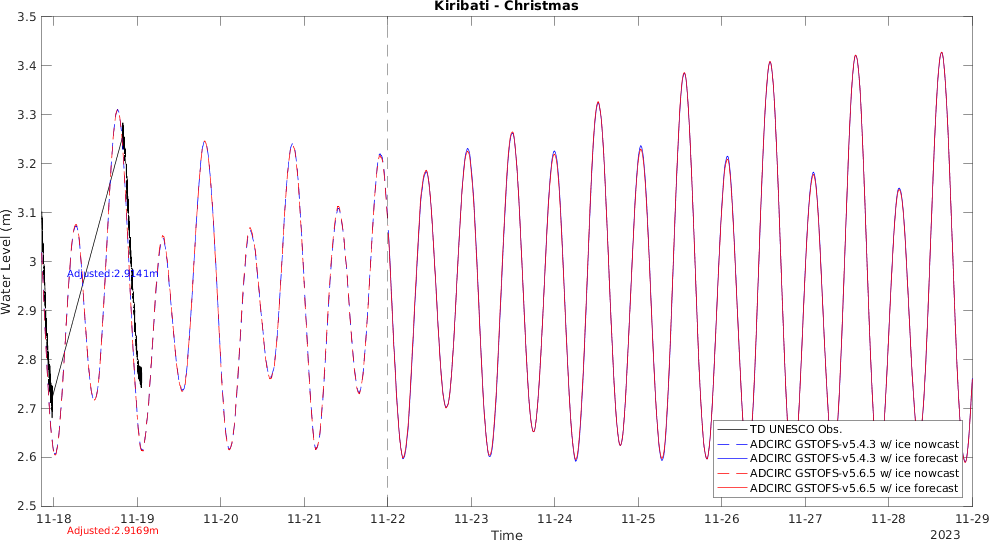 Kiribati - Christmas
3.5
3.4
3.3
3.2
3.1
3
2.9
2.8
2.7
2.6
2.5
Water Level (m)
Adjusted:2.9141m
Adjusted:2.9169m
TD UNESCO Obs.
ADCIRC GSTOFS-v5.4.3 w/ ice nowcast
ADCIRC GSTOFS-v5.4.3 w/ ice forecast
ADCIRC GSTOFS-v5.6.5 w/ ice nowcast
ADCIRC GSTOFS-v5.6.5 w/ ice forecast
11-18 11-19 11-20 11-21 11-22 11-23 11-24 11-25 11-26 11-27 11-28 11-29
Time
2023